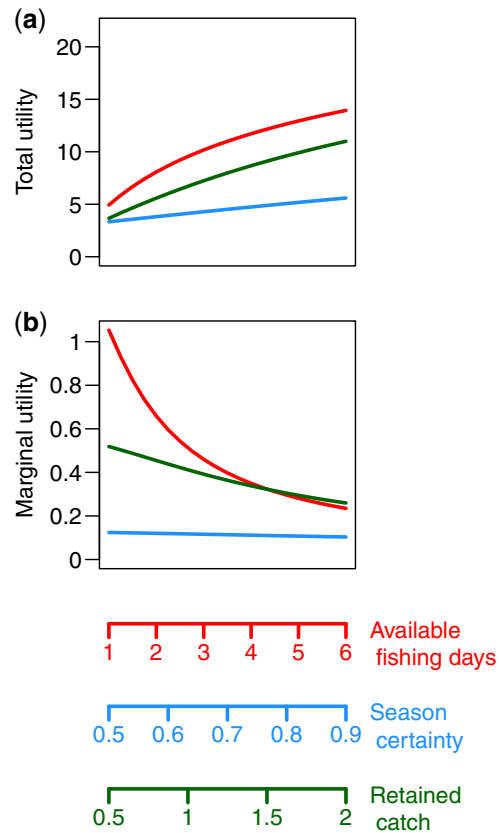 (a)
Total utility
20
15
10
5
0
(b)
Marginal utility
1
0.8
0.6
0.4
0.2
0
1 2 3 4 5 6
Available
fishing days
0.5 0.6 0.7 0.8 0.9
Season
certainty
0.5 1 1.5 2
Retained
catch